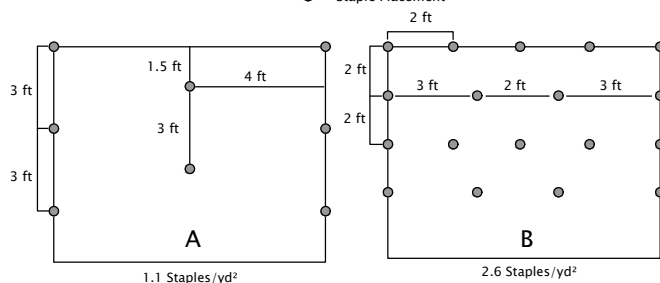 Staple Placement
2 ft
1.5 ft
4 ft
3 ft
3 ft
3 ft
A
1.1 Staples/yd²
2 ft
2 ft
3 ft
2 ft
3 ft
B
2.6 Staples/yd²